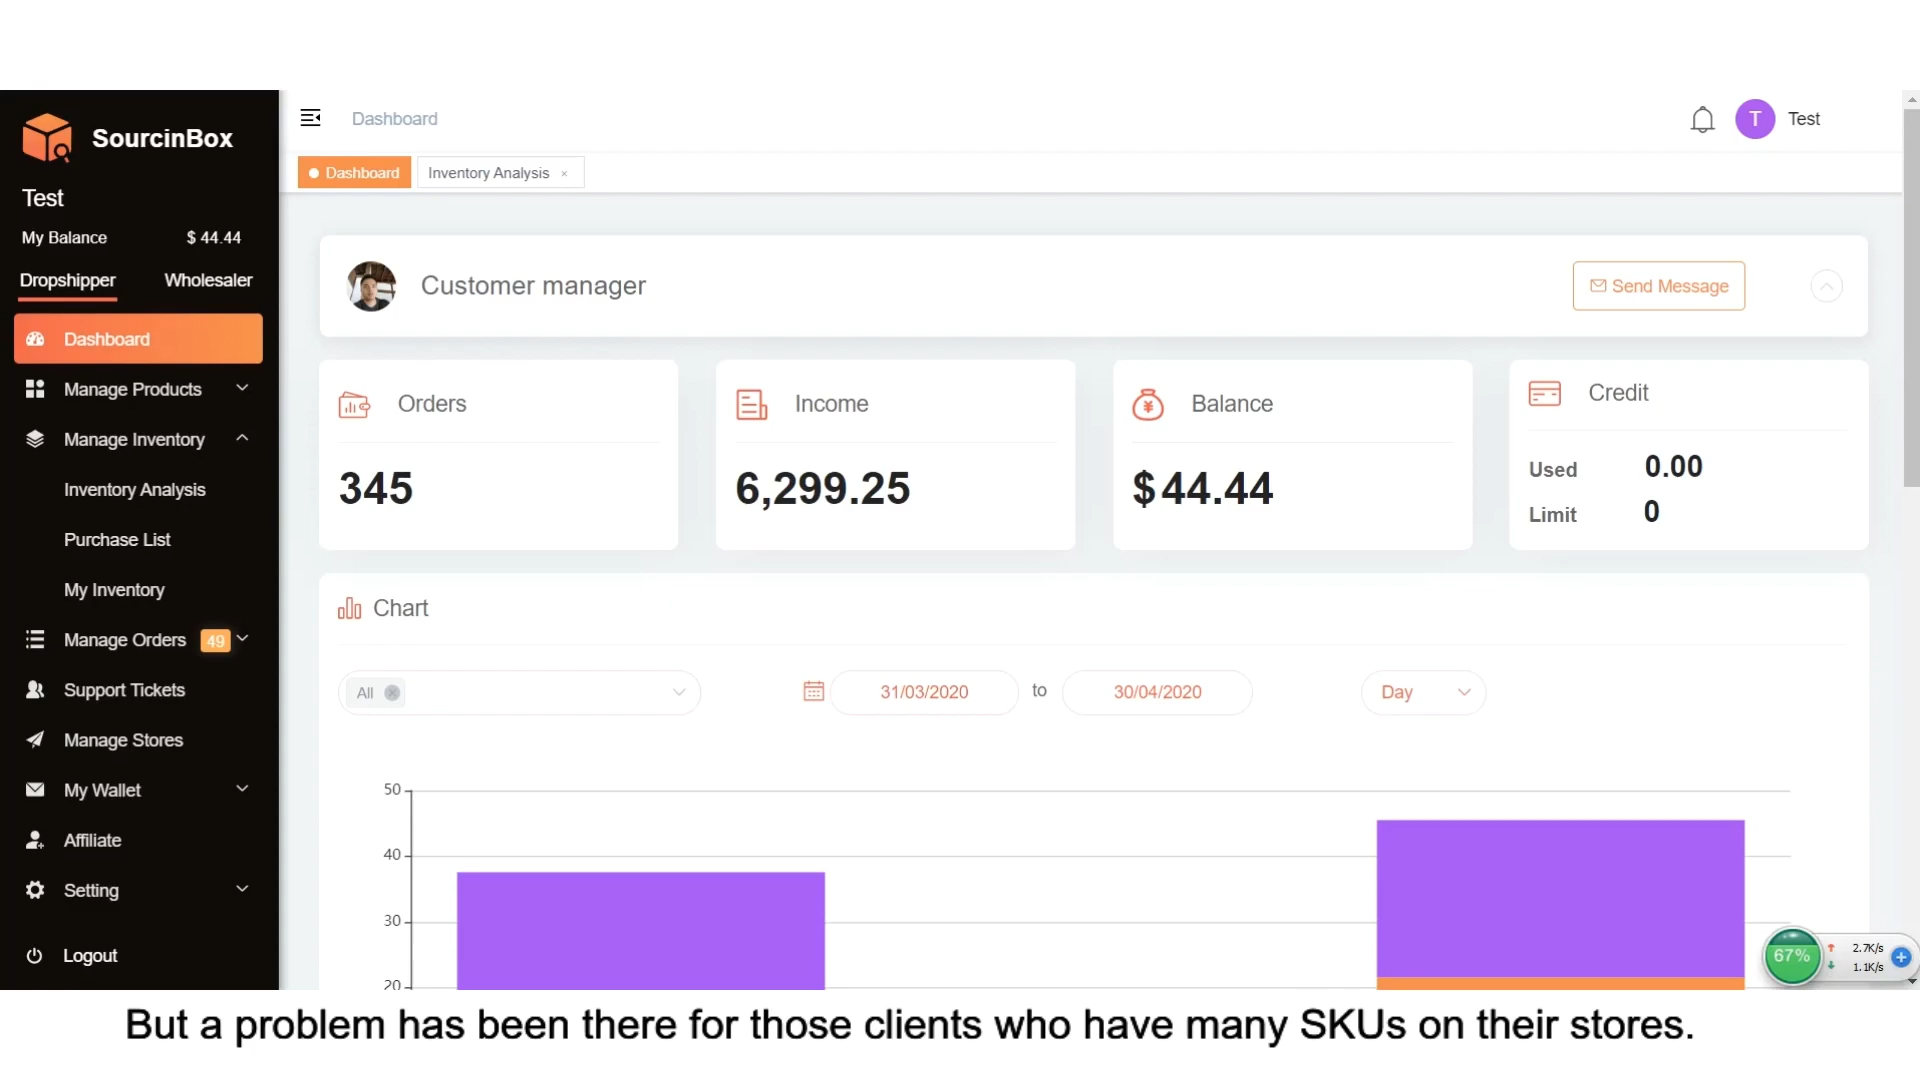 SourcinBox
Test
My Balance $ 44.44
Dropshipper Wholesaler
Dashboard
Manage Products
Manage Inventory
Inventory Analysis
Purchase List
My Inventory
Manage Orders 49
Support Tickets
Manage Stores
My Wallet
Affiliate
Setting
Logout
Dashboard
T Test
Dashboard Inventory Analysis ×
Customer manager
Send Message
Orders
345
Income
6,299.25
Balance
$44.44
Credit
Used 0.00
Limit 0
Chart
All 31/03/2020 to 30/04/2020 Day
50
40
30
20
67% 2.7K/s
1.1K/s
But a problem has been there for those clients who have many SKUs on their stores.